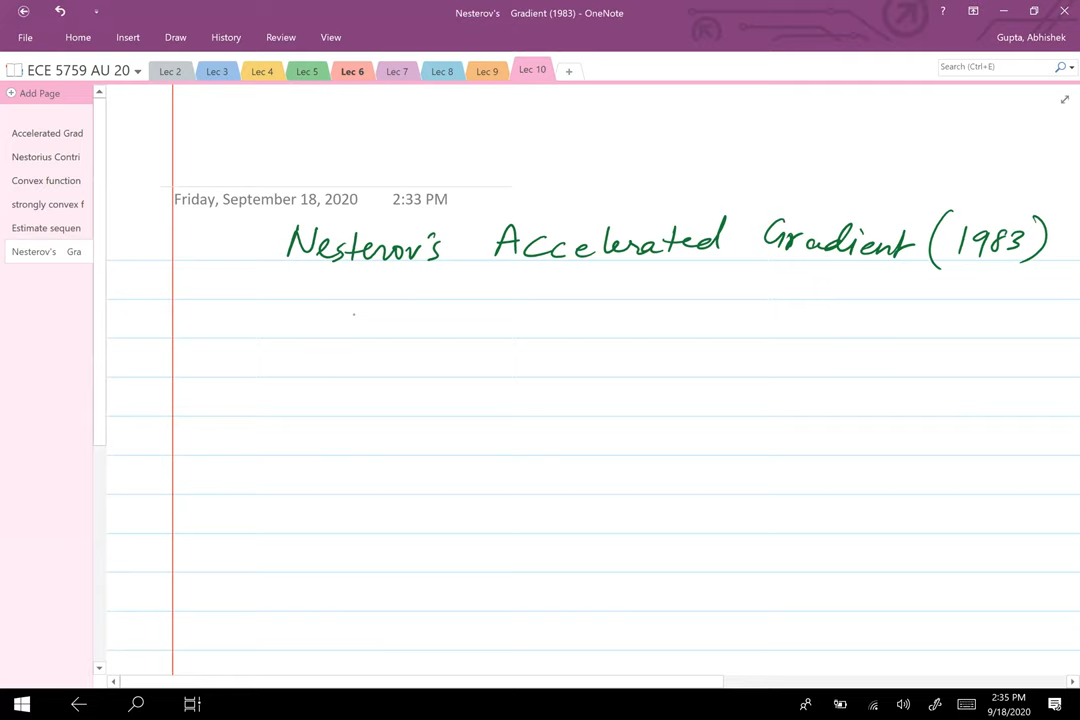 Nesterov's Gradient (1983) - OneNote
?
File Home Insert Draw History Review View
Gupta, Abhishek
ECE 5759 AU 20
Lec 2 Lec 3 Lec 4 Lec 5 Lec 6 Lec 7 Lec 8 Lec 9 Lec 10 +
Search (Ctrl+E)
Add Page
Accelerated Grad
Nestorius Contri
Convex function
strongly convex f
Estimate sequen
Nesterov's Gra
Friday, September 18, 2020 2:33 PM
Nesterov's Accelerated Gradient (1983)
2:35 PM
9/18/2020